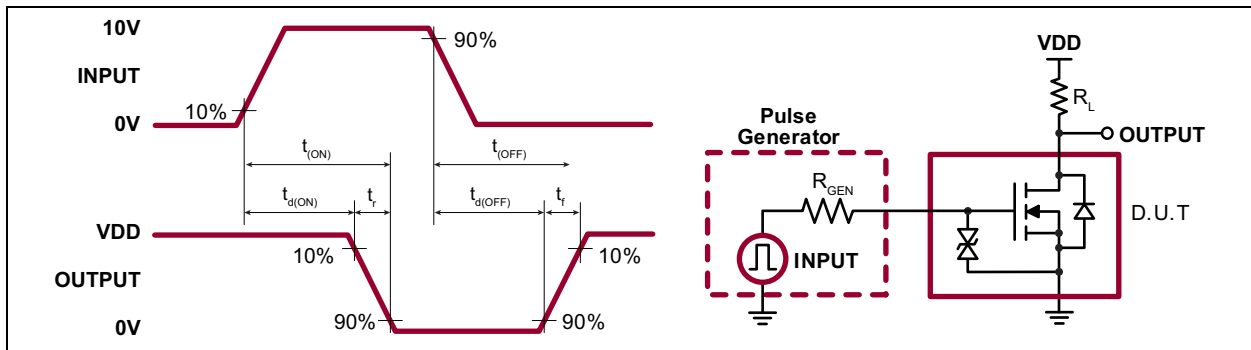 10V
INPUT
0V
10%
90%
t(ON)
t(OFF)
td(ON)
tr
td(OFF)
tf
VDD
OUTPUT
0V
10%
90%
90%
10%
VDD
RL
OUTPUT
Pulse
Generator
RGEN
INPUT
D.U.T